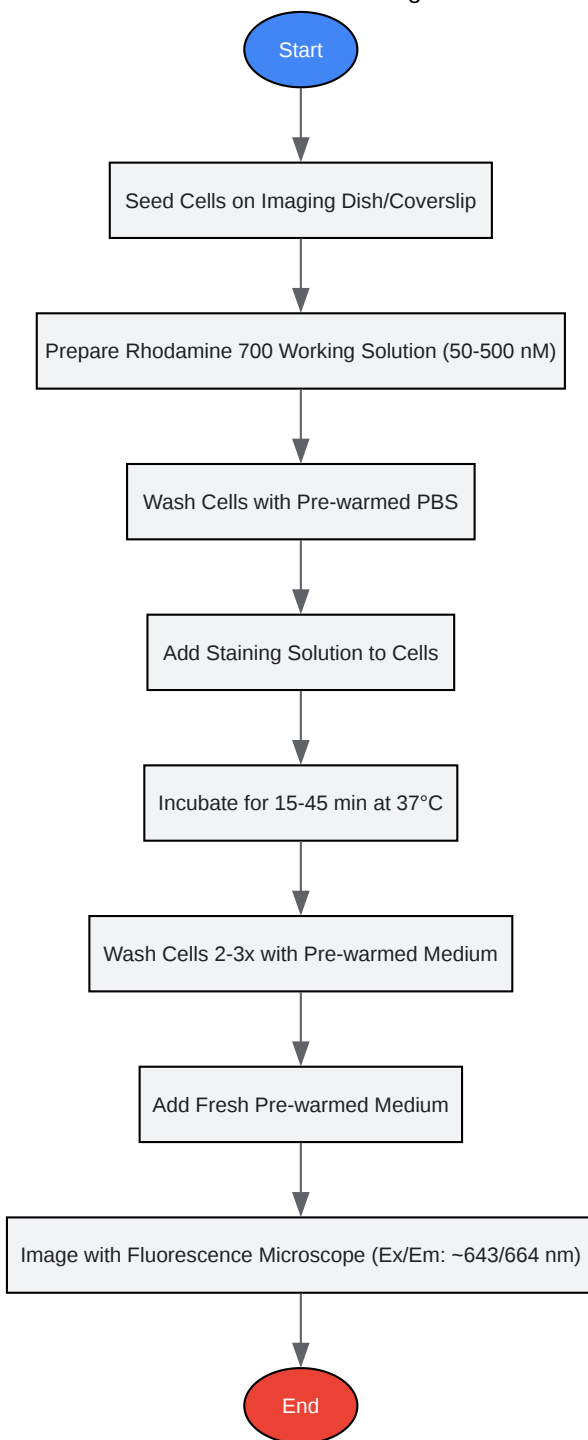 Start
Seed Cells on Imaging Dish/Coverslip
Prepare Rhodamine 700 Working Solution (50-500 nM)
Wash Cells with Pre-warmed PBS
Add Staining Solution to Cells
Incubate for 15-45 min at 37°C
Wash Cells 2-3x with Pre-warmed Medium
Add Fresh Pre-warmed Medium
Image with Fluorescence Microscope (Ex/Em: ~643/664 nm)
End